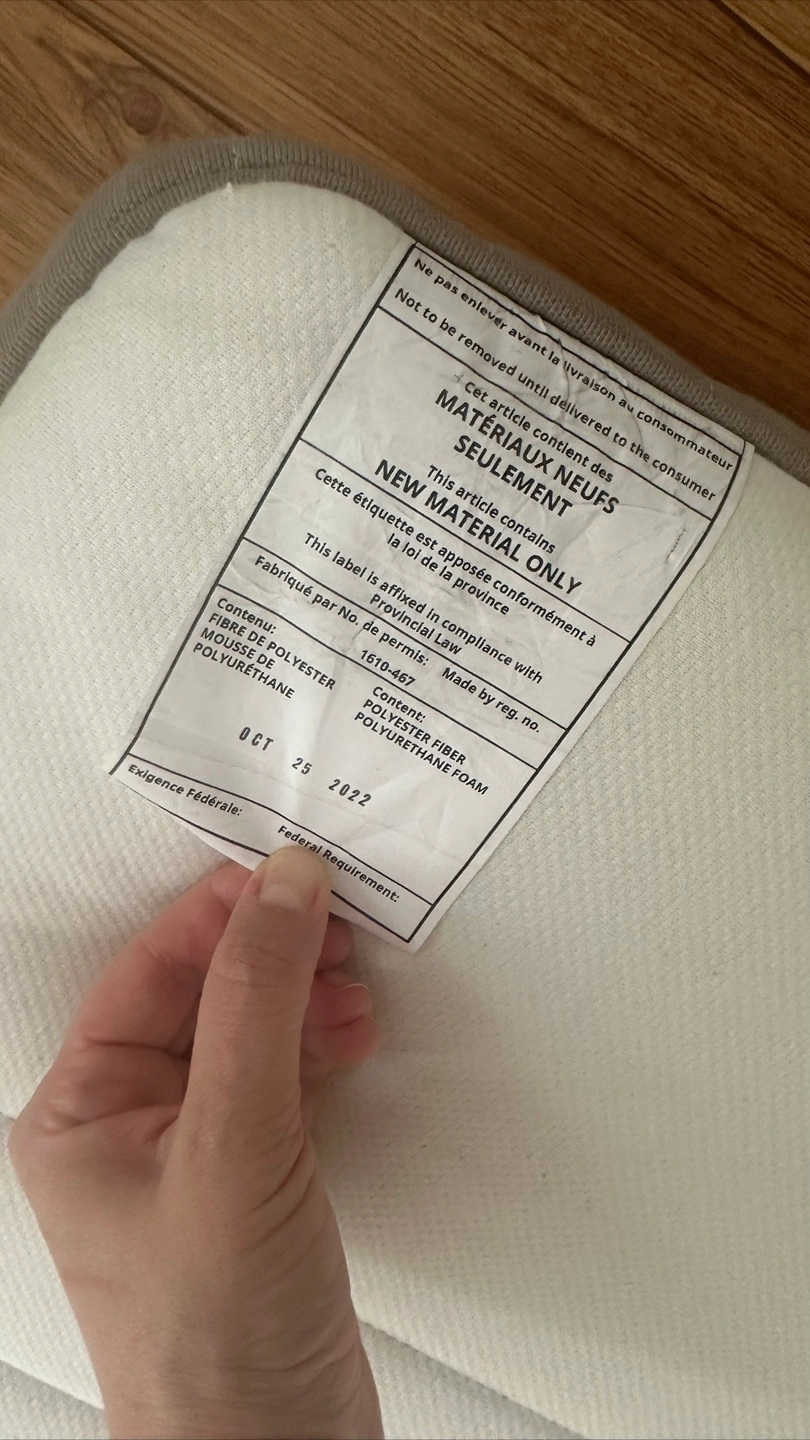 Ne pas enlever avant la livraison au consommateur
Not to be removed until delivered to the consumer
Cet article contient des
MATÉRIAUX NEUFS
SEULEMENT
This article contains
NEW MATERIAL ONLY
Cette étiquette est apposée conformément à
la loi de la province
This label is affixed in compliance with
Provincial Law
Fabriqué par No. de permis: Made by reg. no.
1610-467
Contenu:
FIBRE DE POLYESTER
MOUSSE DE
POLYURÉTHANE
Content:
POLYESTER FIBER
POLYURETHANE FOAM
OCT 25 2022
Exigence Fédérale: Federal Requirement: